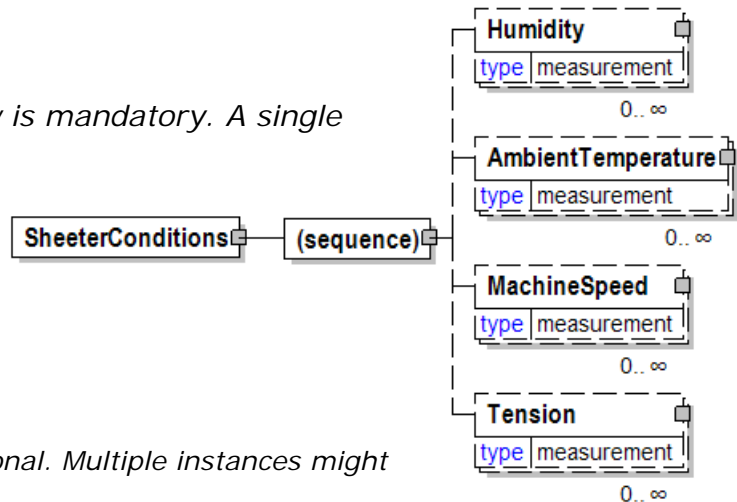 Humidity
type measurement
0.. ∞
is mandatory. A single
AmbientTemperature
type measurement
0.. ∞
SheeterConditions
(sequence)
MachineSpeed
type measurement
0.. ∞
Tension
type measurement
0.. ∞
onal. Multiple instances might